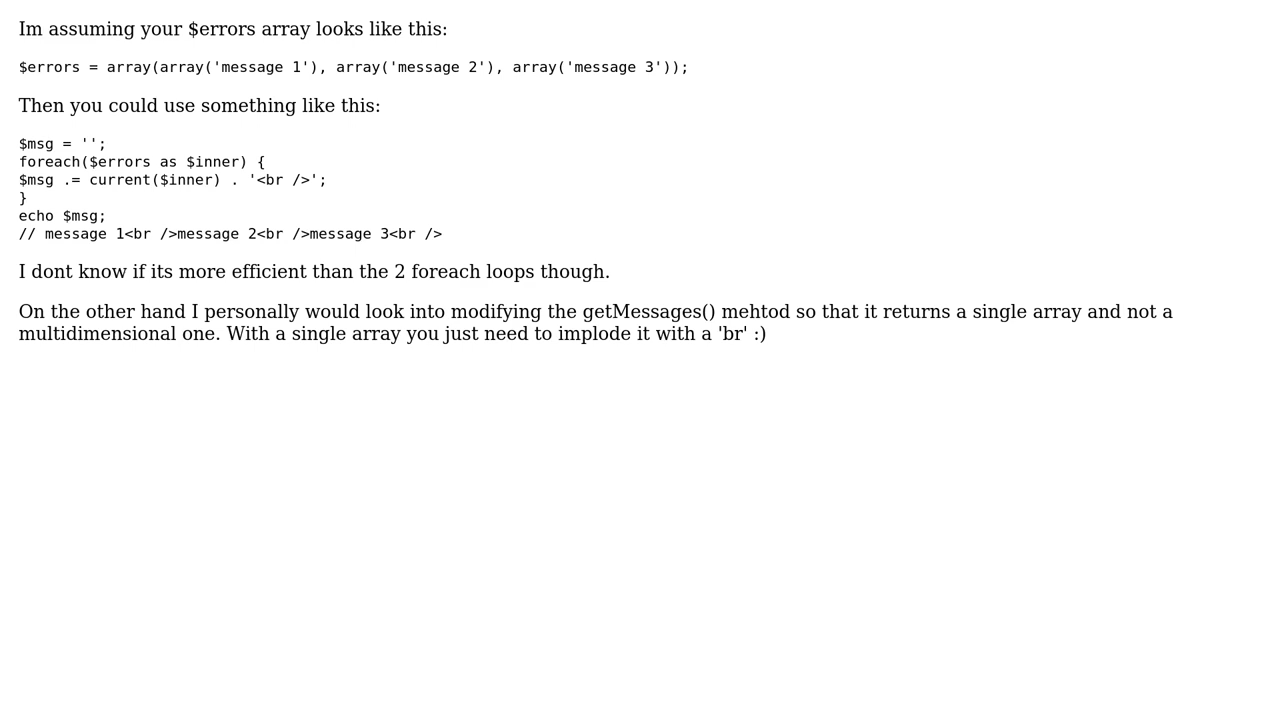 Im assuming your $errors array looks like this:
$errors = array(array('message 1'), array('message 2'), array('message 3'));
Then you could use something like this:
$msg = '';
foreach($errors as $inner) {
$msg .= current($inner) . '<br />';
}
echo $msg;
// message 1<br />message 2<br />message 3<br />
I dont know if its more efficient than the 2 foreach loops though.
On the other hand I personally would look into modifying the getMessages() mehtod so that it returns a single array and not a
multidimensional one. With a single array you just need to implode it with a 'br' :)